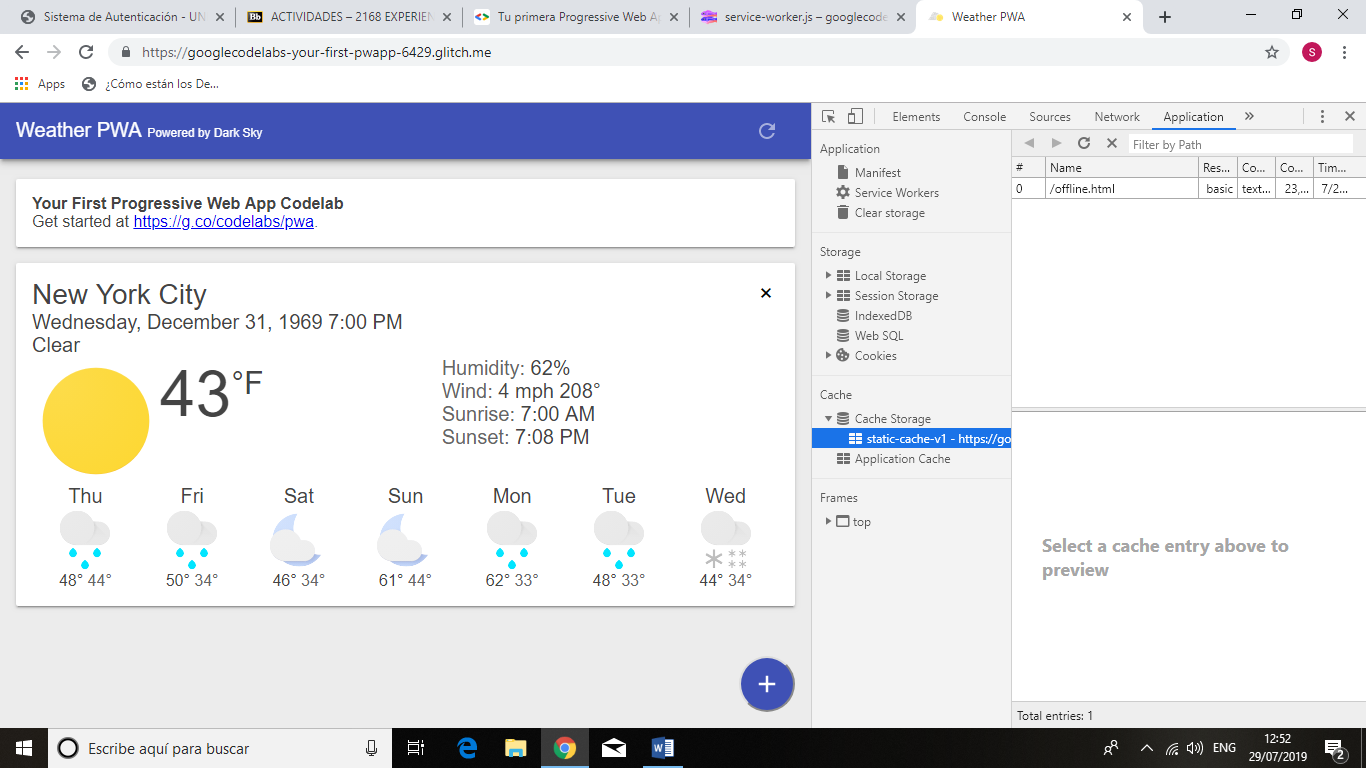 Sistema de Autenticación - UN
ACTIVIDADES – 2168 EXPERIEN
Tu primera Progressive Web Ap
service-worker.js – googlecode
Weather PWA
https://googlecodelabs-your-first-pwapp-6429.glitch.me
S
Apps
¿Cómo están los De...
Weather PWA Powered by Dark Sky
Your First Progressive Web App Codelab
Get started at https://g.co/codelabs/pwa.
New York City
Wednesday, December 31, 1969 7:00 PM
Clear
43 °F
Humidity: 62%
Wind: 4 mph 208°
Sunrise: 7:00 AM
Sunset: 7:08 PM
Thu Fri Sat Sun Mon Tue Wed
48° 44° 50° 34° 46° 34° 61° 44° 62° 33° 48° 33° 44° 34°
Elements Console Sources Network Application
Application
Manifest
Service Workers
Clear storage
Storage
Local Storage
Session Storage
IndexedDB
Web SQL
Cookies
Cache
Cache Storage
static-cache-v1 - https://go
Application Cache
Frames
top
Filter by Path
# Name Res... Co... Co... Tim...
0 /offline.html basic text... 23,... 7/2...
Select a cache entry above to
preview
Total entries: 1
Escribe aquí para buscar
ENG
12:52
29/07/2019
2